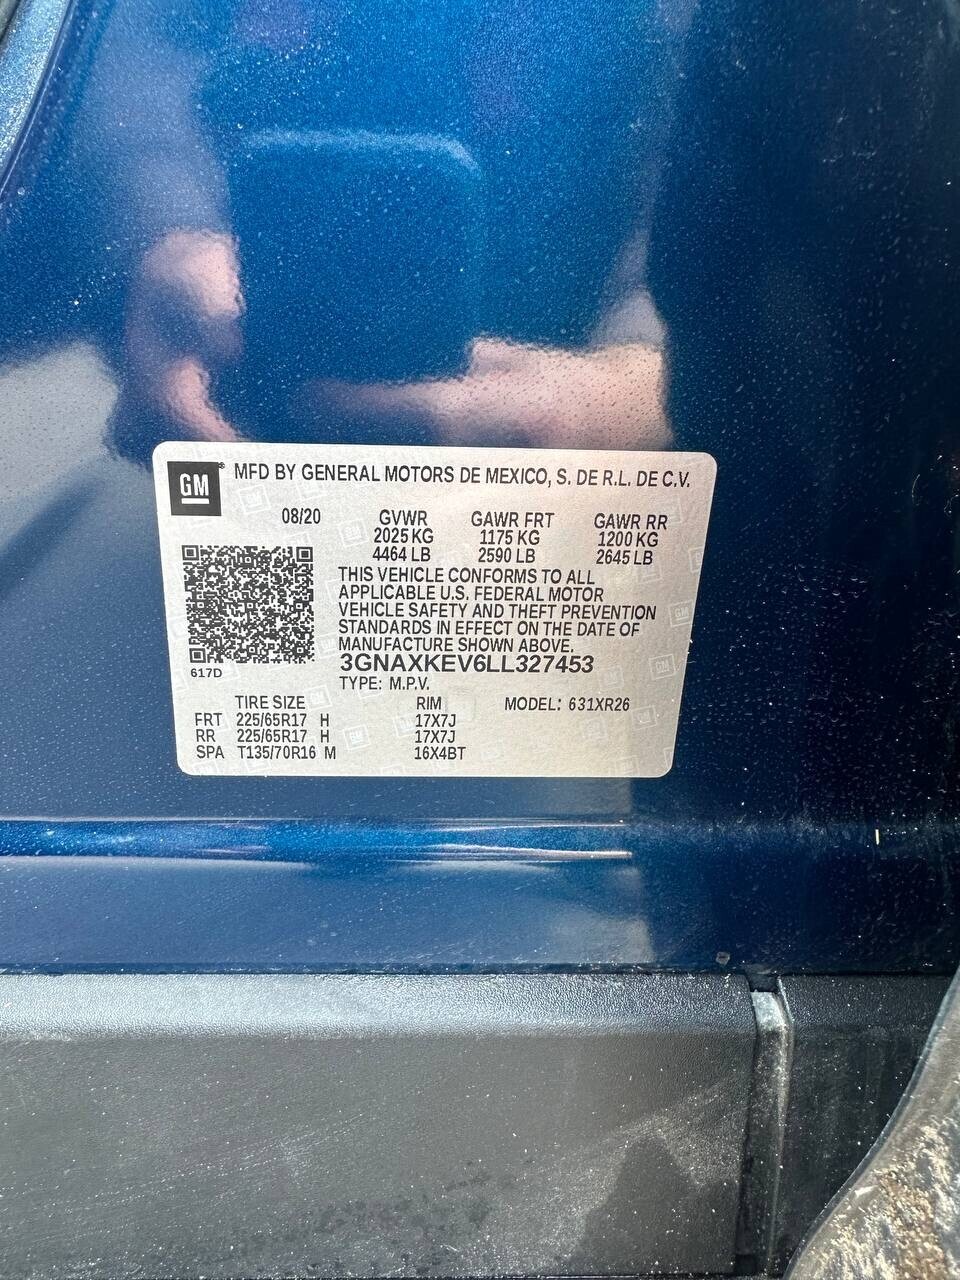 GM® MFD BY GENERAL MOTORS DE MEXICO, S. DE R.L. DE C.V.
08/20 GVWR GAWR FRT GAWR RR
2025 KG 1175 KG 1200 KG
4464 LB 2590 LB 2645 LB
THIS VEHICLE CONFORMS TO ALL
APPLICABLE U.S. FEDERAL MOTOR
VEHICLE SAFETY AND THEFT PREVENTION
STANDARDS IN EFFECT ON THE DATE OF
MANUFACTURE SHOWN ABOVE.
3GNAXKEV6LL327453
617D
TYPE: M.P.V.
TIRE SIZE RIM MODEL: 631XR26
FRT 225/65R17 H 17X7J
RR 225/65R17 H 17X7J
SPA T135/70R16 M 16X4BT